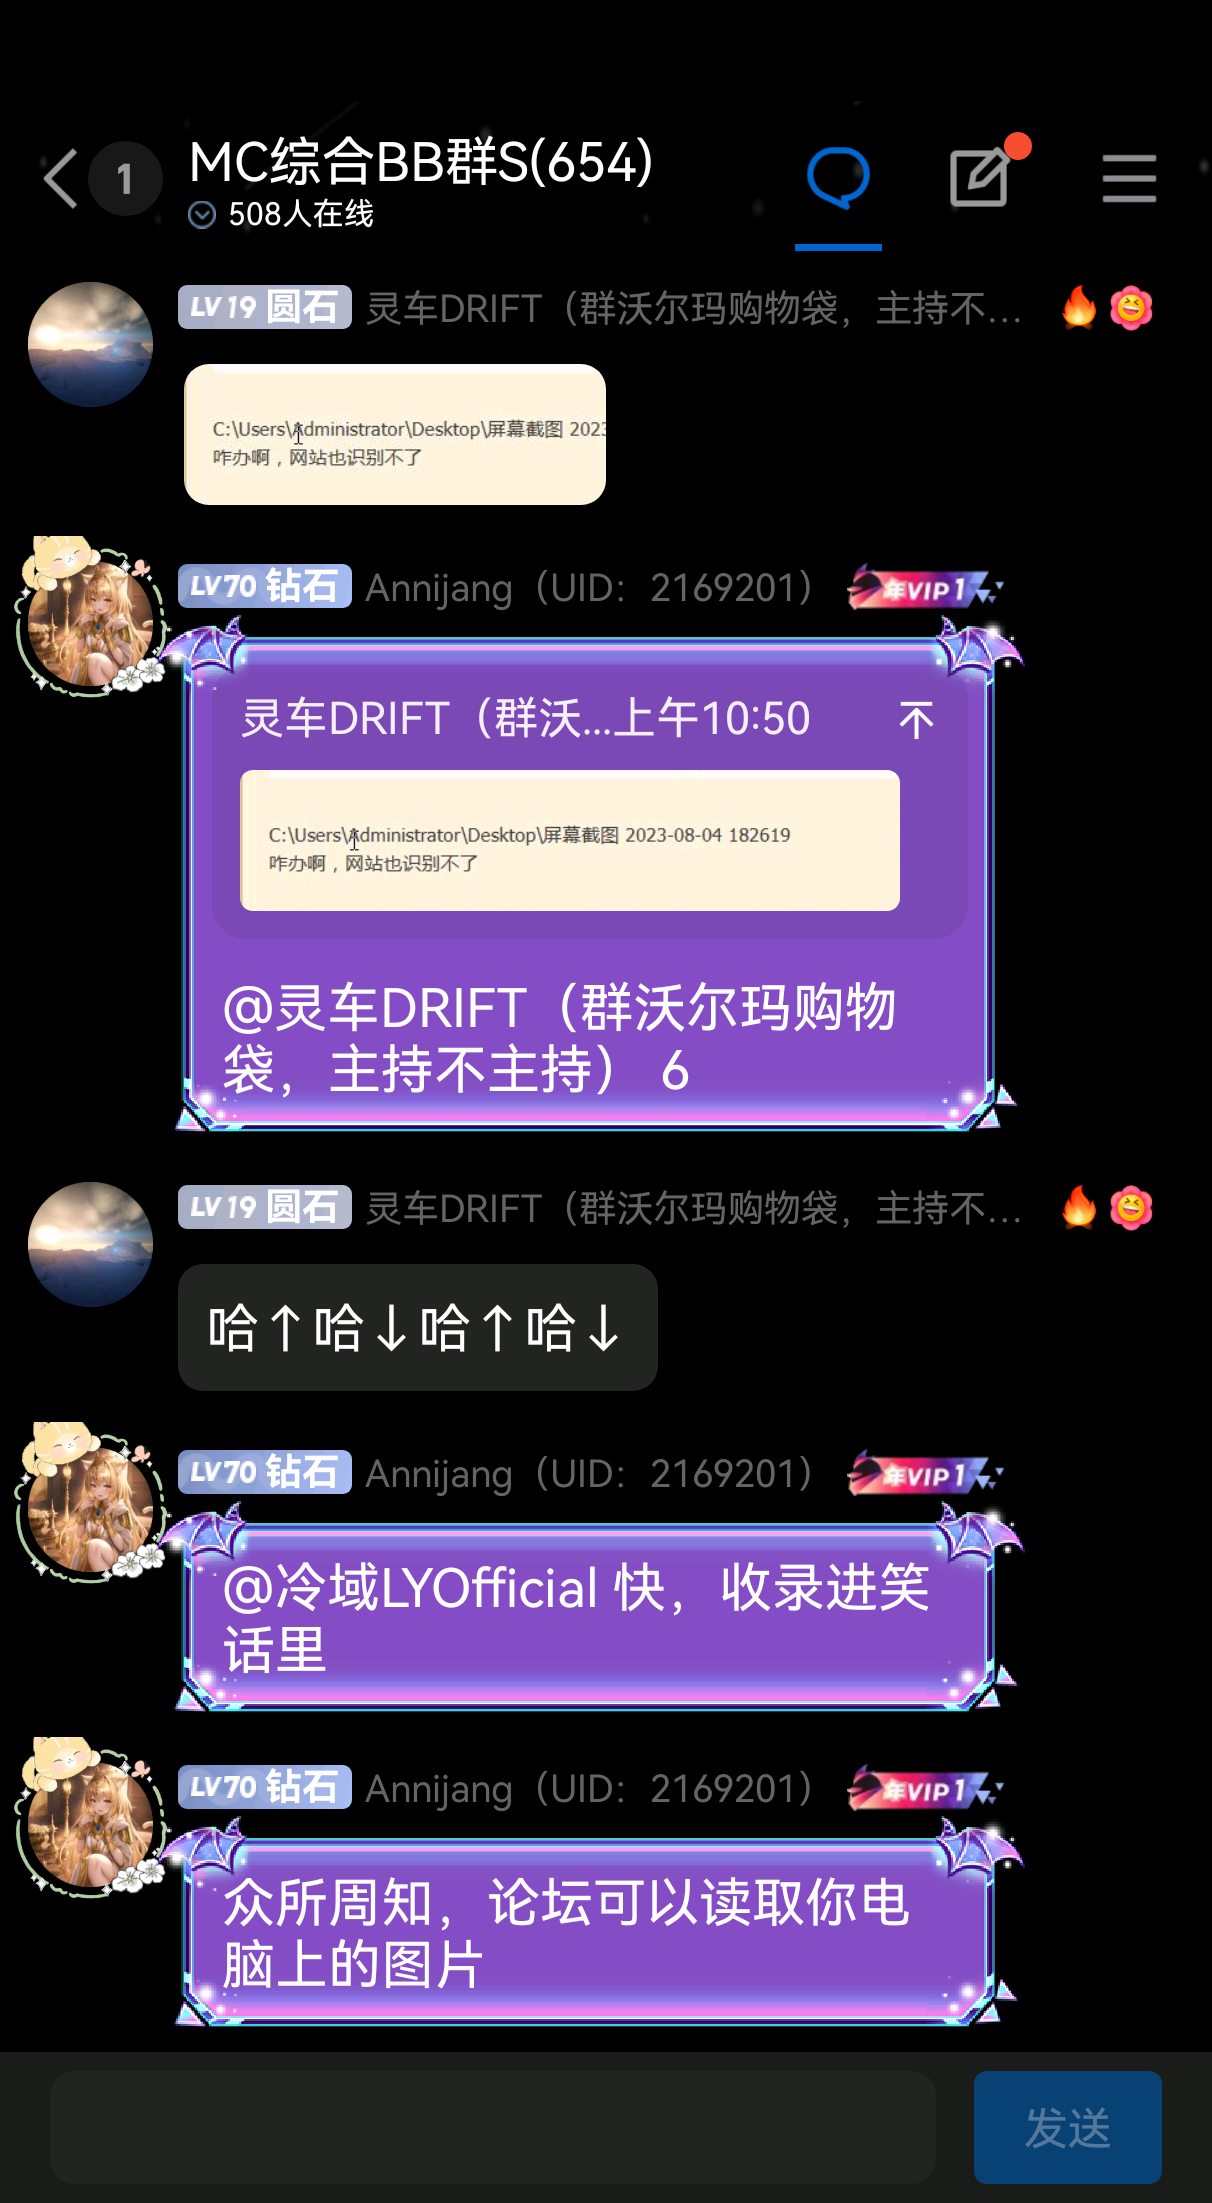 1
MC综合BB群S(654)
508人在线
LV19 圆石 灵车DRIFT（群沃尔玛购物袋，主持不...
C:\Users\Administrator\Desktop\屏幕截图 2023
咋办啊，网站也识别不了
LV70 钻石 Annijang（UID：2169201） 年VIP1
灵车DRIFT（群沃...上午10:50
C:\Users\Administrator\Desktop\屏幕截图 2023-08-04 182619
咋办啊，网站也识别不了
@灵车DRIFT（群沃尔玛购物
袋，主持不主持） 6
LV19 圆石 灵车DRIFT（群沃尔玛购物袋，主持不...
哈↑哈↓哈↑哈↓
LV70 钻石 Annijang（UID：2169201） 年VIP1
@冷域LYOfficial 快，收录进笑
话里
LV70 钻石 Annijang（UID：2169201） 年VIP1
众所周知，论坛可以读取你电
脑上的图片
发送